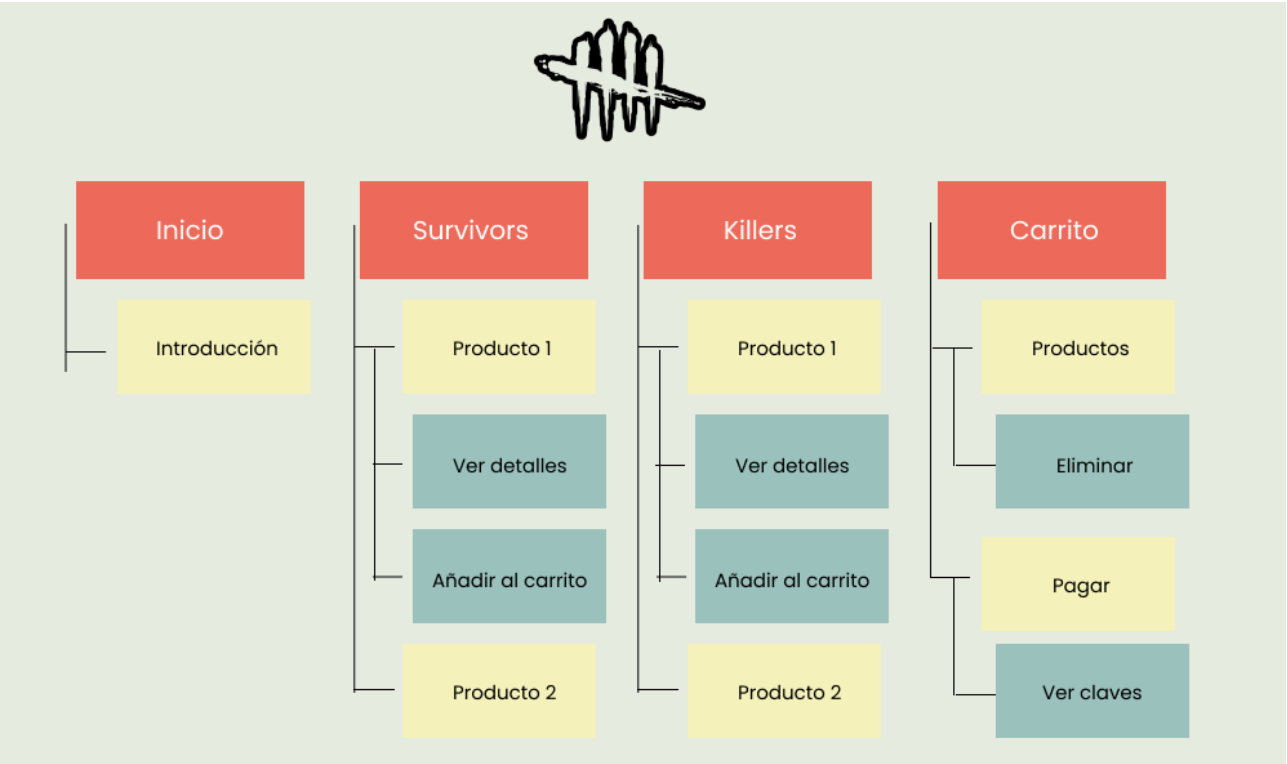 Inicio
Introducción
Survivors
Producto 1
Ver detalles
Añadir al carrito
Producto 2
Killers
Producto 1
Ver detalles
Añadir al carrito
Producto 2
Carrito
Productos
Eliminar
Pagar
Ver claves